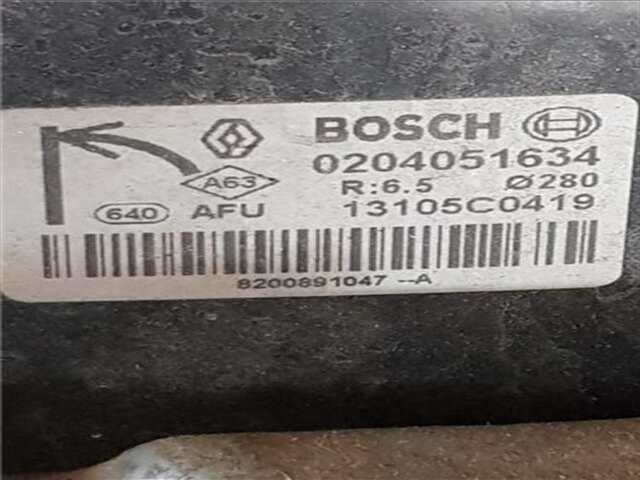 BOSCH
0204051634
A63 R:6.5 Ø280
640 AFU 13105C0419
8200891047 --A